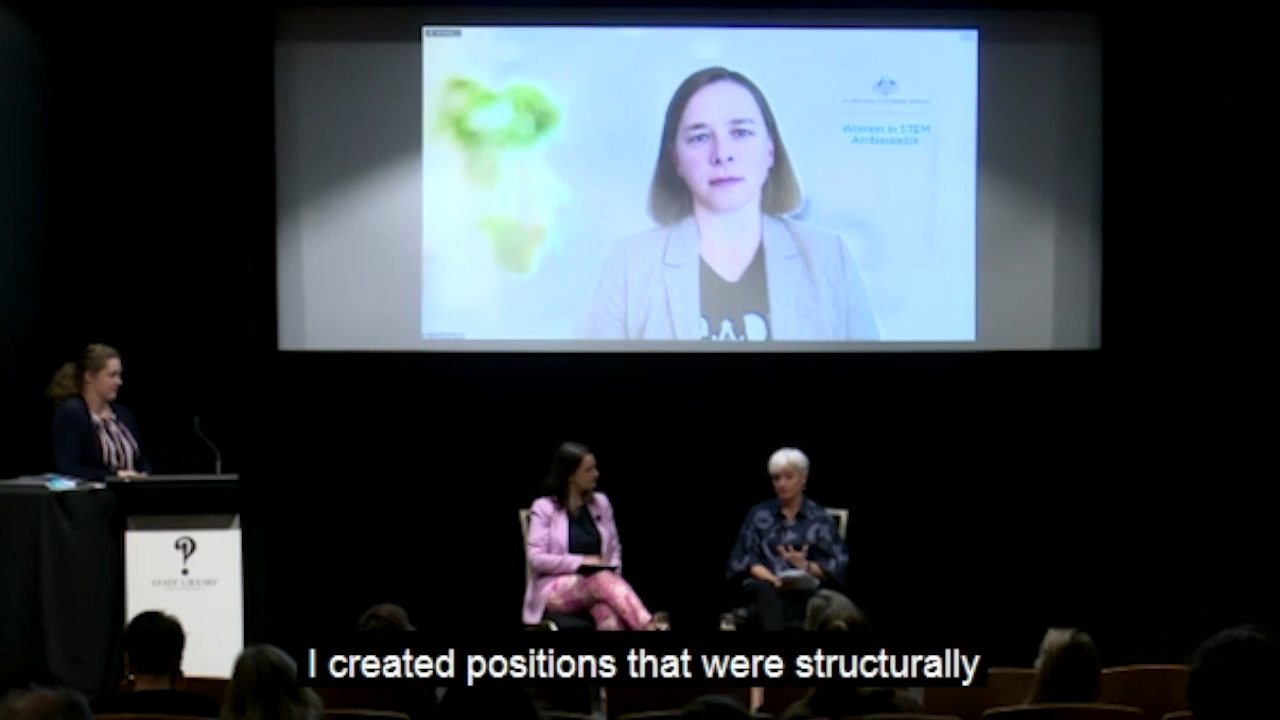 Women in STEM
Ambassador
R.A.D
STATE LIBRARY
I created positions that were structurally